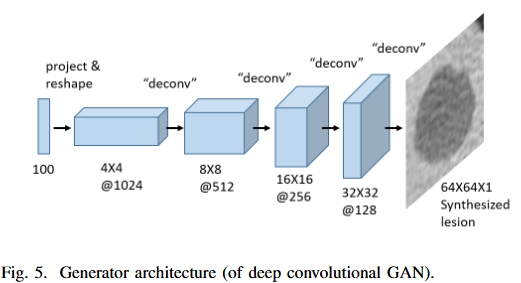 project &
reshape
"deconv"
"deconv"
"deconv"
"deconv"
100
4X4
@1024
8X8
@512
16X16
@256
32X32
@128
64X64X1
Synthesized
lesion
Fig. 5. Generator architecture (of deep convolutional GAN).